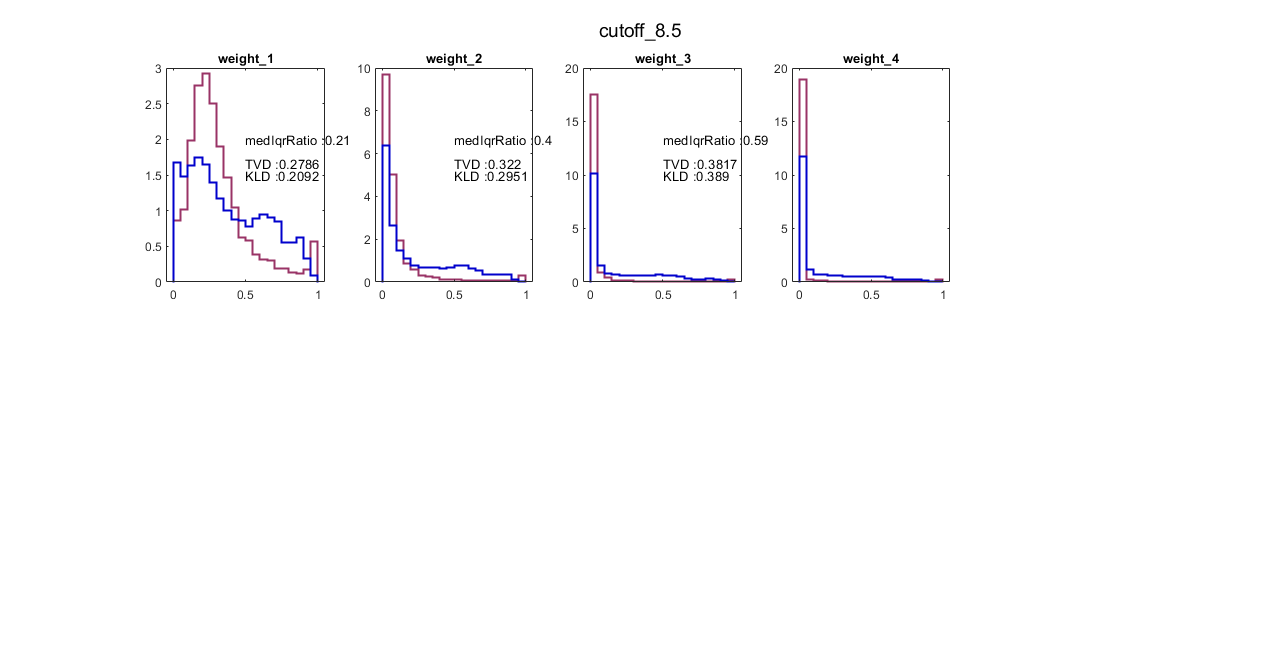 cutoff_8.5
weight_1
weight_2
weight_3
weight_4
3
2.5
2
1.5
1
0.5
0
0
0.5
1
medIqrRatio :0.21
TVD :0.2786
KLD :0.2092
10
8
6
4
2
0
0
0.5
1
medIqrRatio :0.4
TVD :0.322
KLD :0.2951
20
15
10
5
0
0
0.5
1
medIqrRatio :0.59
TVD :0.3817
KLD :0.389
20
15
10
5
0
0
0.5
1